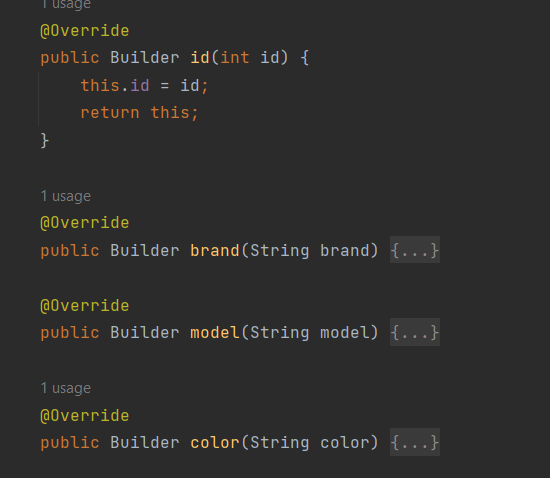 1 usage
@Override
public Builder id(int id) {
    this.id = id;
    return this;
}
1 usage
@Override
public Builder brand(String brand) {...}
@Override
public Builder model(String model) {...}
1 usage
@Override
public Builder color(String color) {...}